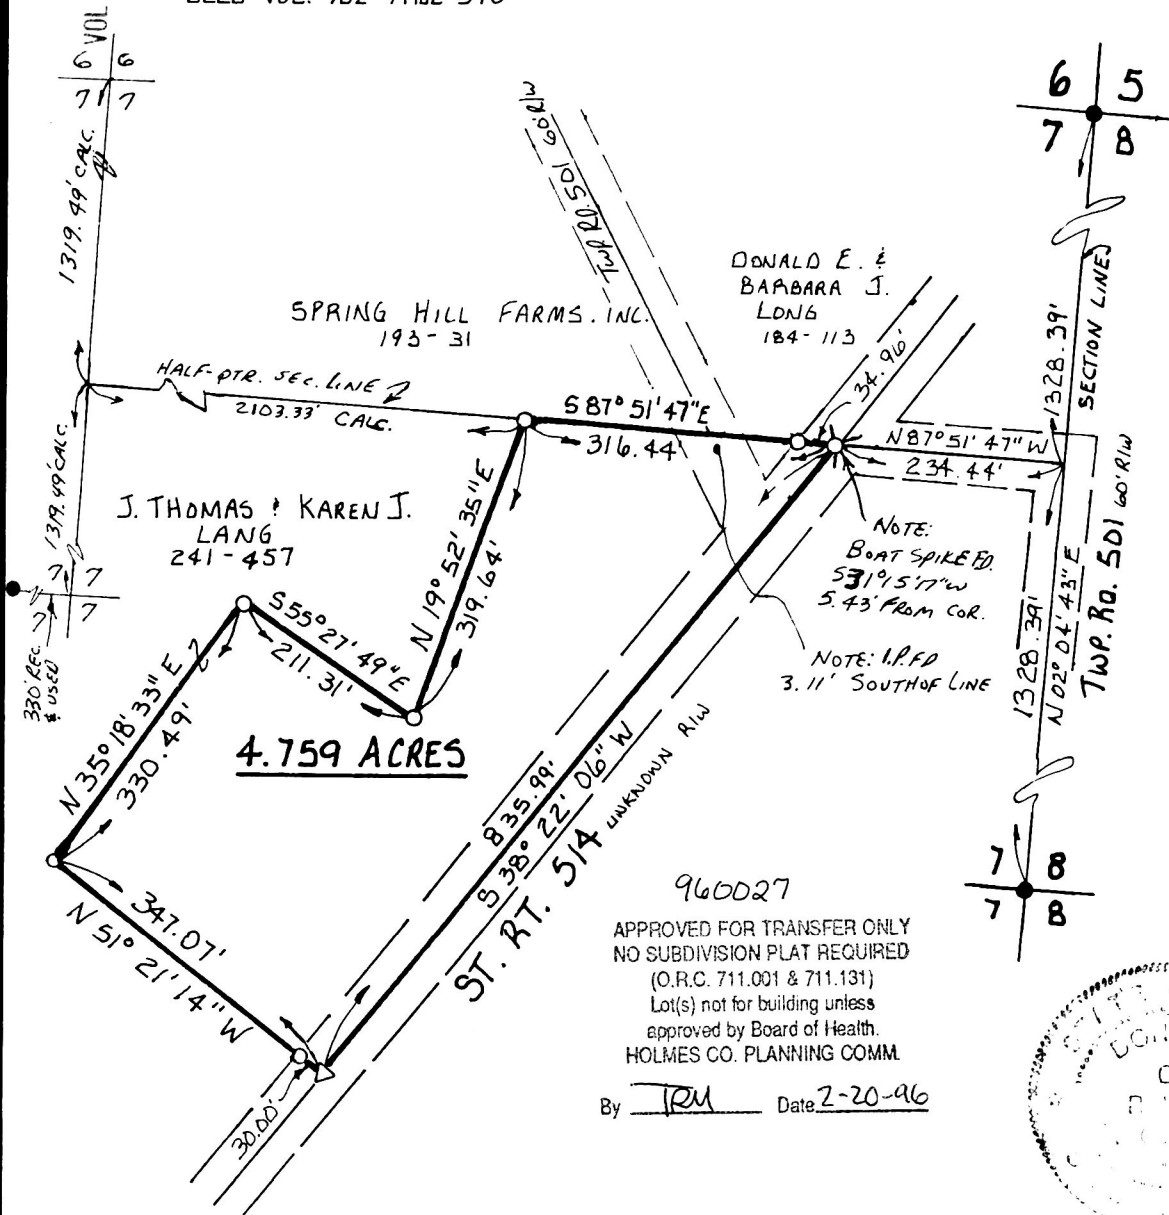 VOL
6 6
7 7
1319.49' CALC.
TWP. RD. 501 60' R/W
6 5
7 8
DONALD E. &
BARBARA J.
LONG
184-113
SPRING HILL FARMS. INC.
193-31
HALF-QTR. SEC. LINE
2103.33' CALC.
S 87° 51' 47" E
316.44'
34.96'
N 87° 51' 47" W
234.44'
1328.39'
SECTION LINE
1319.49' CALC.
J. THOMAS & KAREN J.
LANG
241-457
N 19° 52' 35" E
319.64'
NOTE:
BOAT SPIKE FD.
S 31° 15' 17" W
5.43' FROM COR.
NOTE: I.P. FD
3.11' SOUTH OF LINE
1328.39'
N 02° 04' 43" E
TWP. RD. 501 60' R/W
7 7
7 7
330' REC.
& USED
S 55° 27' 49" E
211.31'
N 35° 18' 33" E
330.49'
4.759 ACRES
835.99'
S 38° 22' 06" W
ST. RT. 514 UNKNOWN R/W
347.07'
N 51° 21' 14" W
30.00'
7 8
7 8
960027
APPROVED FOR TRANSFER ONLY
NO SUBDIVISION PLAT REQUIRED
(O.R.C. 711.001 & 711.131)
Lot(s) not for building unless
approved by Board of Health.
HOLMES CO. PLANNING COMM.
By TRM Date 2-20-96